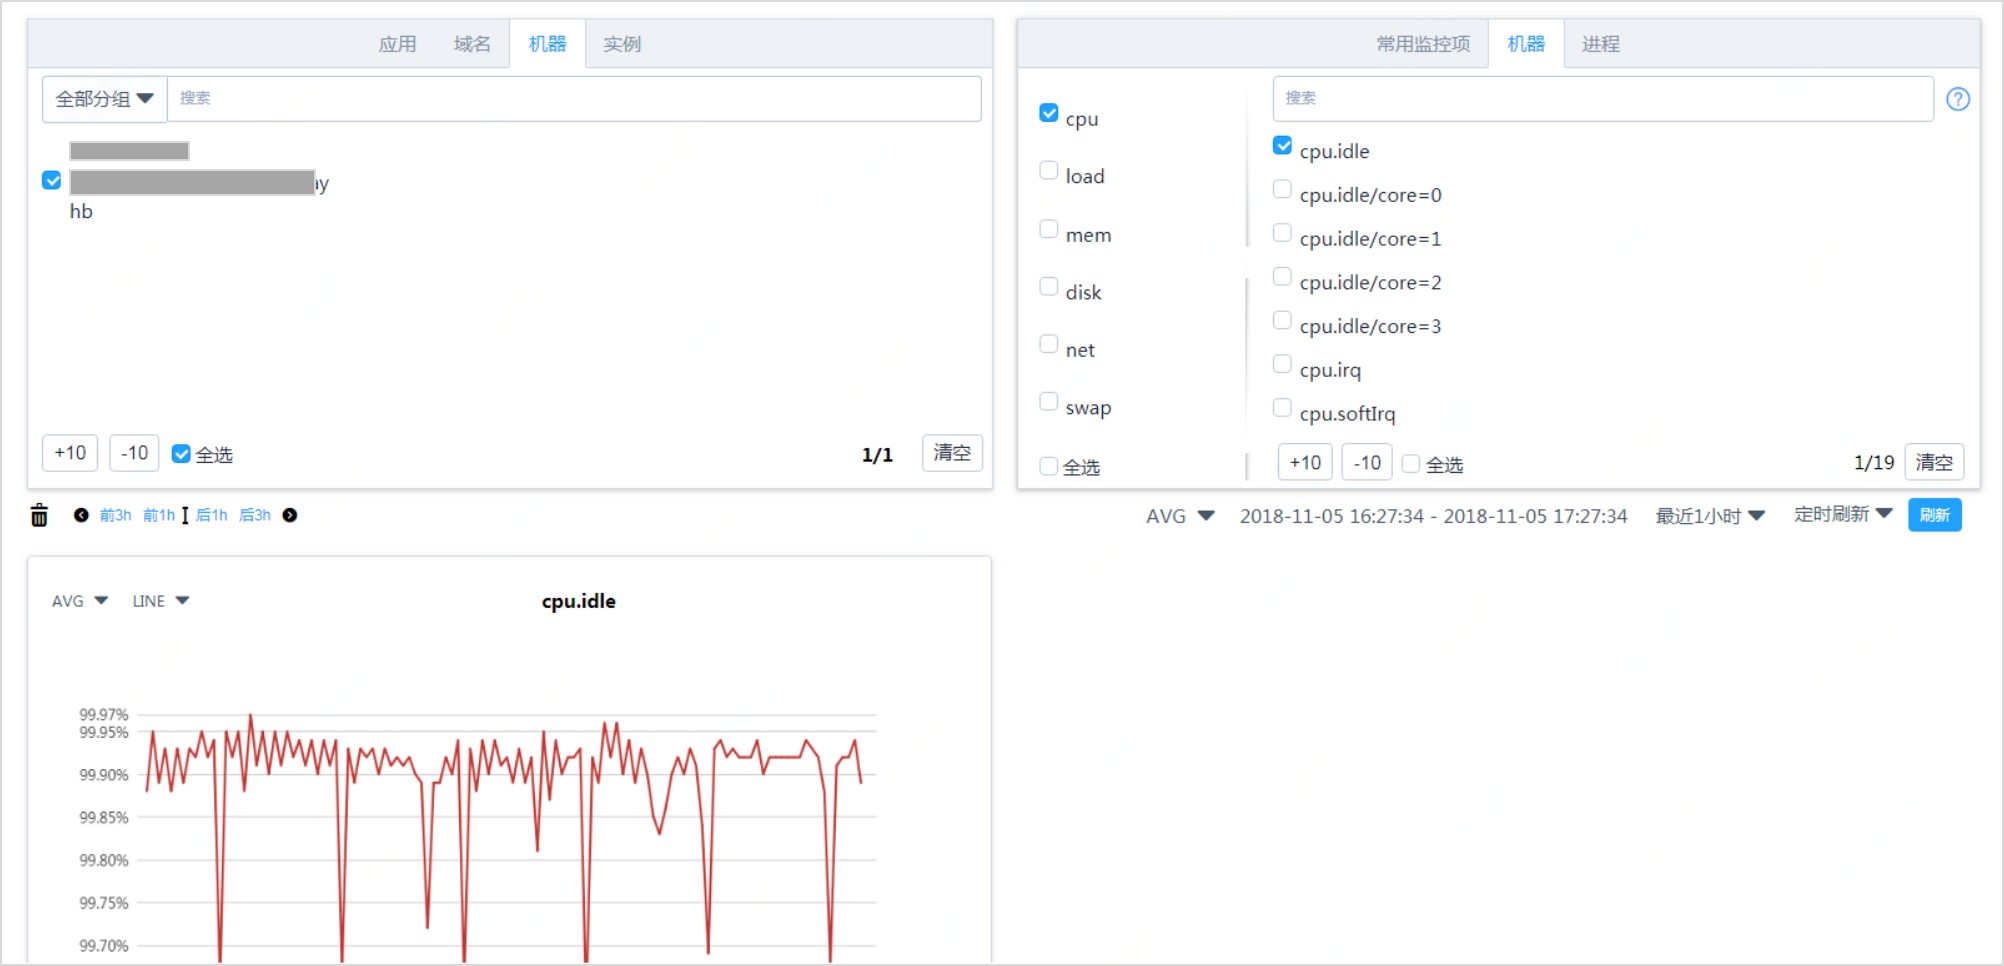 应用 域名 机器 实例
全部分组 搜索
y
hb
+10 -10 全选 1/1 清空
常用监控项 机器 进程
搜索
cpu
load
mem
disk
net
swap
全选
cpu.idle
cpu.idle/core=0
cpu.idle/core=1
cpu.idle/core=2
cpu.idle/core=3
cpu.irq
cpu.softIrq
+10 -10 全选 1/19 清空
前3h 前1h 后1h 后3h
AVG 2018-11-05 16:27:34 - 2018-11-05 17:27:34 最近1小时 定时刷新 刷新
AVG LINE cpu.idle
99.97%
99.95%
99.90%
99.85%
99.80%
99.75%
99.70%